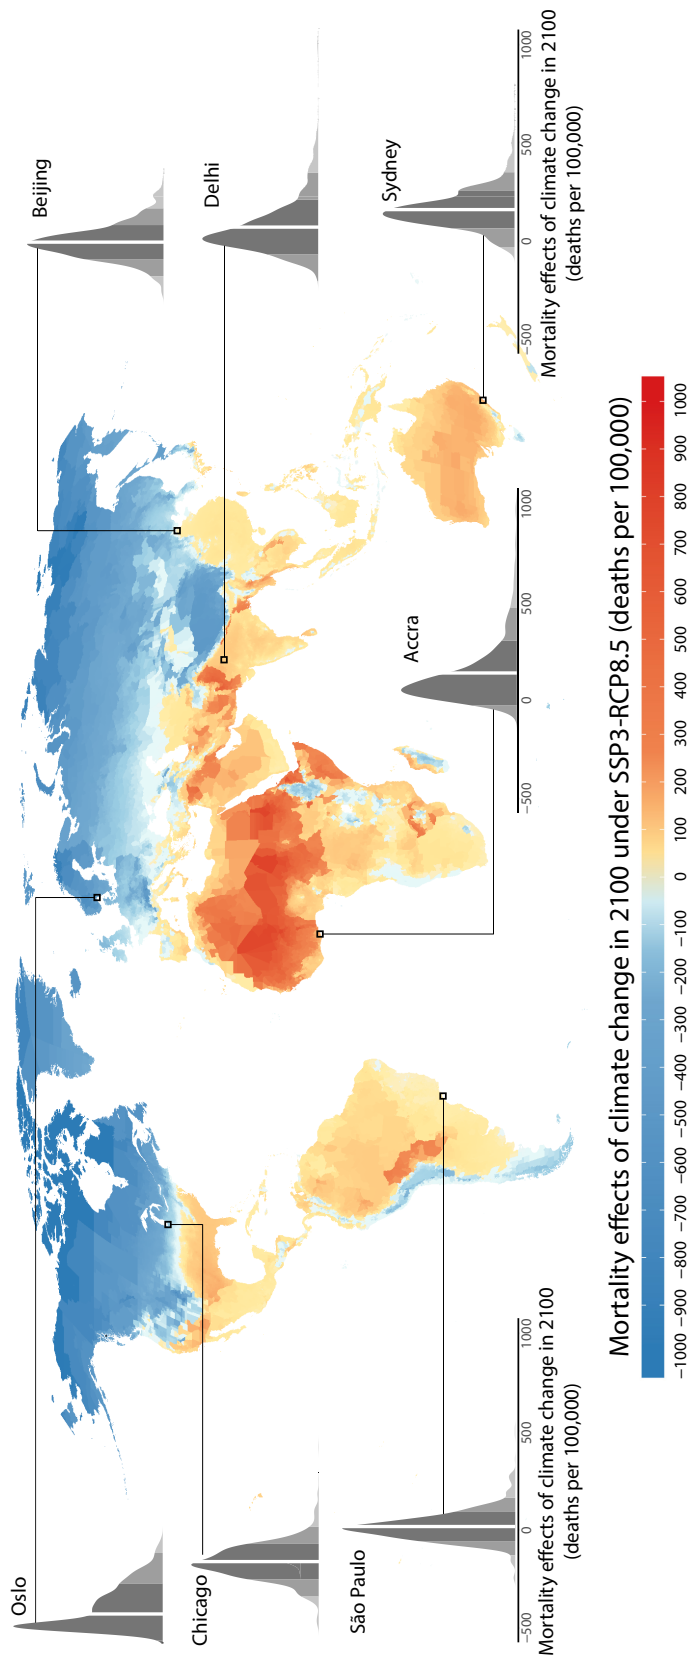 Oslo
Chicago
São Paulo
−500
0
500
1000
Mortality effects of climate change in 2100
(deaths per 100,000)
Accra
−500
0
500
1000
Beijing
Delhi
Sydney
−500
0
500
1000
Mortality effects of climate change in 2100
(deaths per 100,000)
Mortality effects of climate change in 2100 under SSP3-RCP8.5 (deaths per 100,000)
−1000 −900 −800 −700 −600 −500 −400 −300 −200 −100 0 100 200 300 400 500 600 700 800 900 1000